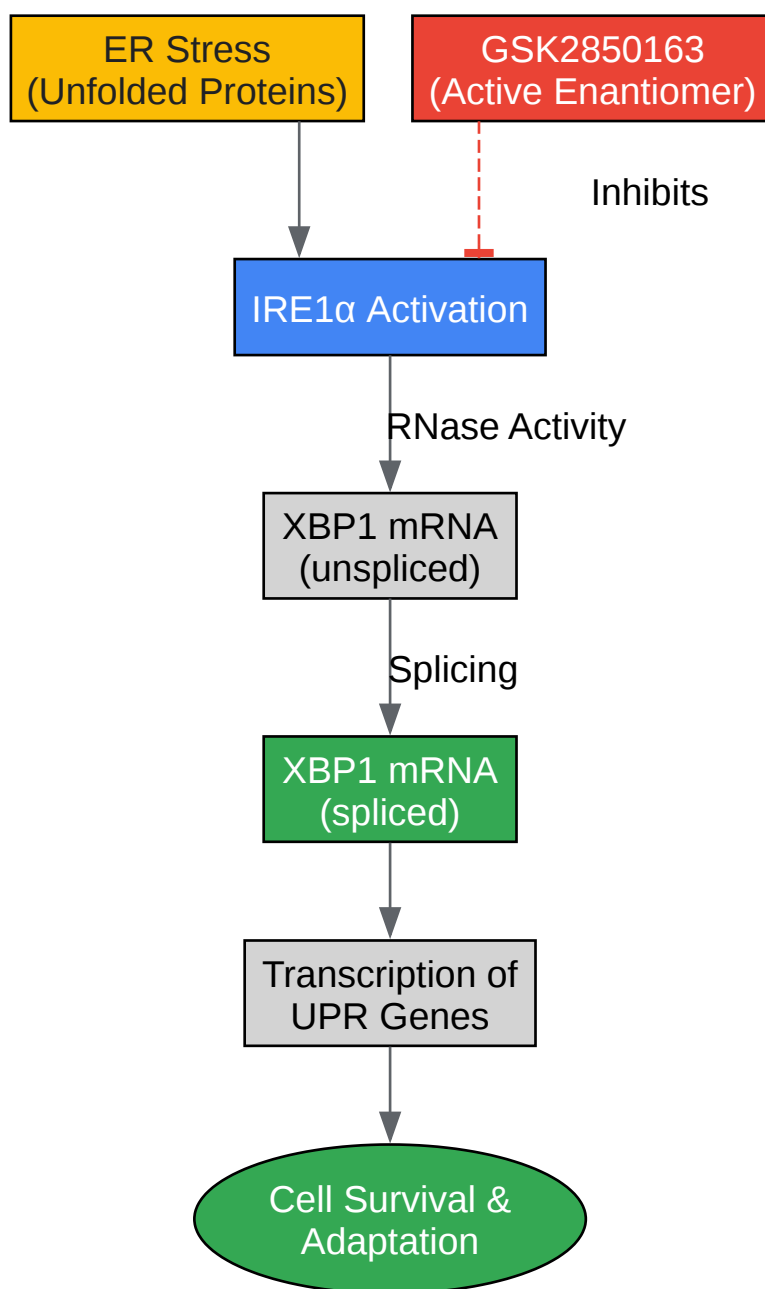 ER Stress
(Unfolded Proteins)
GSK2850163
(Active Enantiomer)
Inhibits
IRE1α Activation
RNase Activity
XBP1 mRNA
(unspliced)
Splicing
XBP1 mRNA
(spliced)
Transcription of
UPR Genes
Cell Survival &
Adaptation